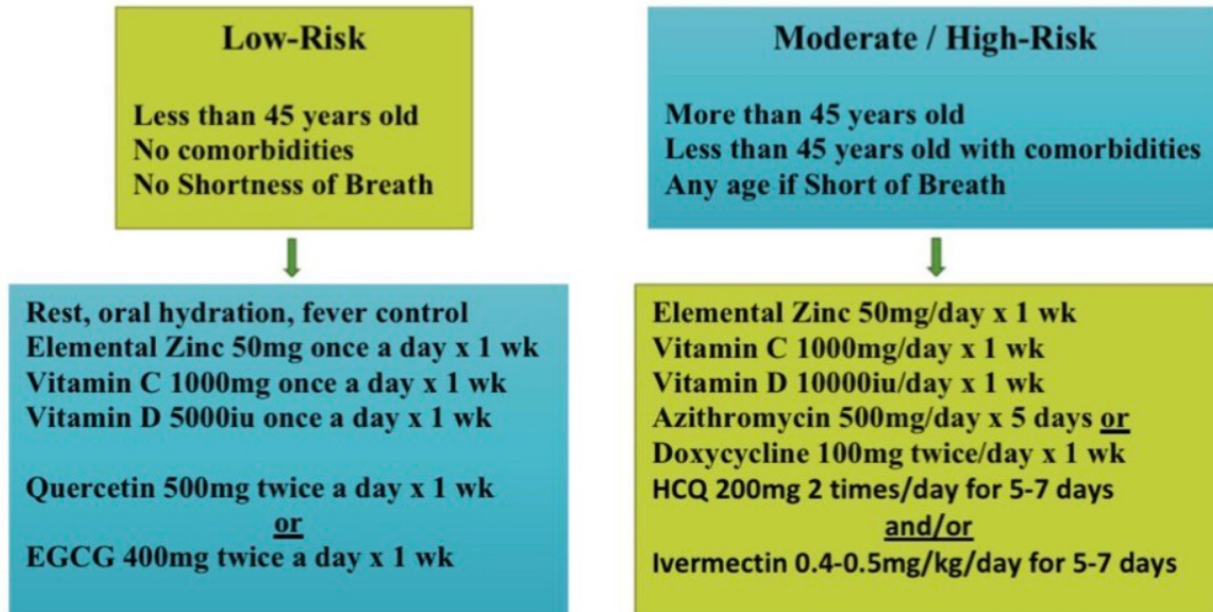 Low-Risk
Less than 45 years old
No comorbidities
No Shortness of Breath
Rest, oral hydration, fever control
Elemental Zinc 50mg once a day x 1 wk
Vitamin C 1000mg once a day x 1 wk
Vitamin D 5000iu once a day x 1 wk
Quercetin 500mg twice a day x 1 wk
or
EGCG 400mg twice a day x 1 wk
Moderate / High-Risk
More than 45 years old
Less than 45 years old with comorbidities
Any age if Short of Breath
Elemental Zinc 50mg/day x 1 wk
Vitamin C 1000mg/day x 1 wk
Vitamin D 10000iu/day x 1 wk
Azithromycin 500mg/day x 5 days or
Doxycycline 100mg twice/day x 1 wk
HCQ 200mg 2 times/day for 5-7 days
and/or
Ivermectin 0.4-0.5mg/kg/day for 5-7 days